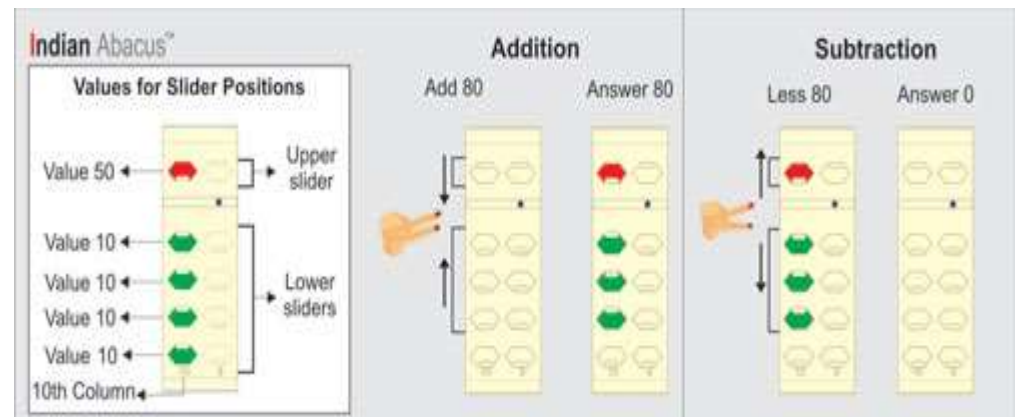 Indian Abacus™
Values for Slider Positions
Value 50
Upper
slider
Value 10
Value 10
Value 10
Value 10
Lower
sliders
10th Column
Addition
Add 80
Answer 80
Subtraction
Less 80
Answer 0